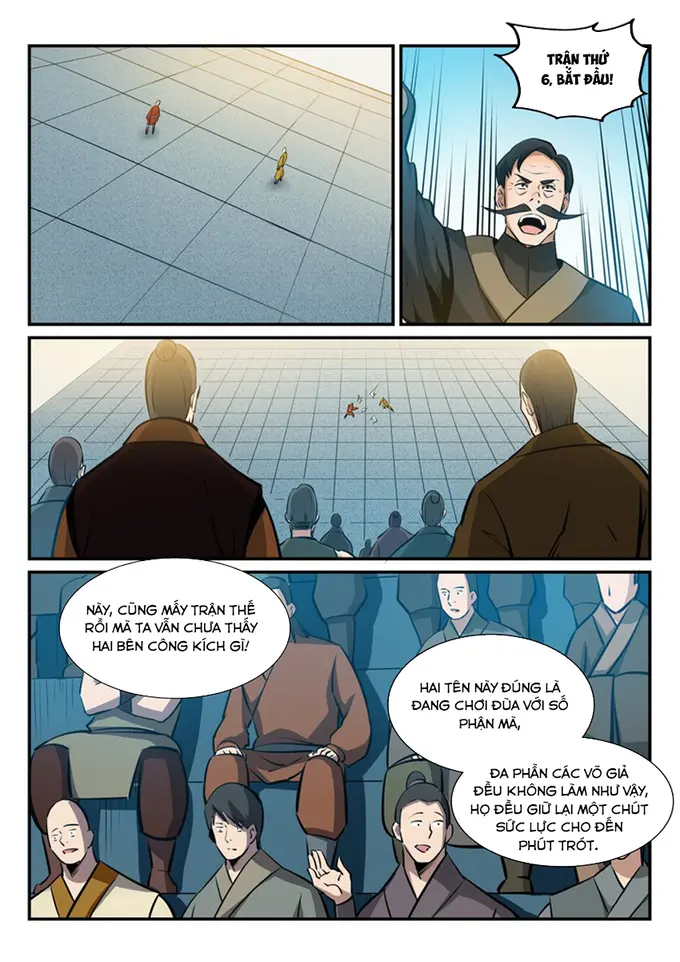 TRẬN THỨ
6, BẮT ĐẦU!
NÀY, CŨNG MẤY TRẬN THẾ
RỒI MÀ TA VẪN CHƯA THẤY
HAI BÊN CÔNG KÍCH GÌ!
HAI TÊN NÀY ĐÚNG LÀ
ĐANG CHƠI ĐÙA VỚI SỐ
PHẬN MÀ,
ĐA PHẦN CÁC VÕ GIẢ
ĐỀU KHÔNG LÀM NHƯ VẬY,
HỌ ĐỀU GIỮ LẠI MỘT CHÚT
SỨC LỰC CHO ĐẾN
PHÚT TRÓT.